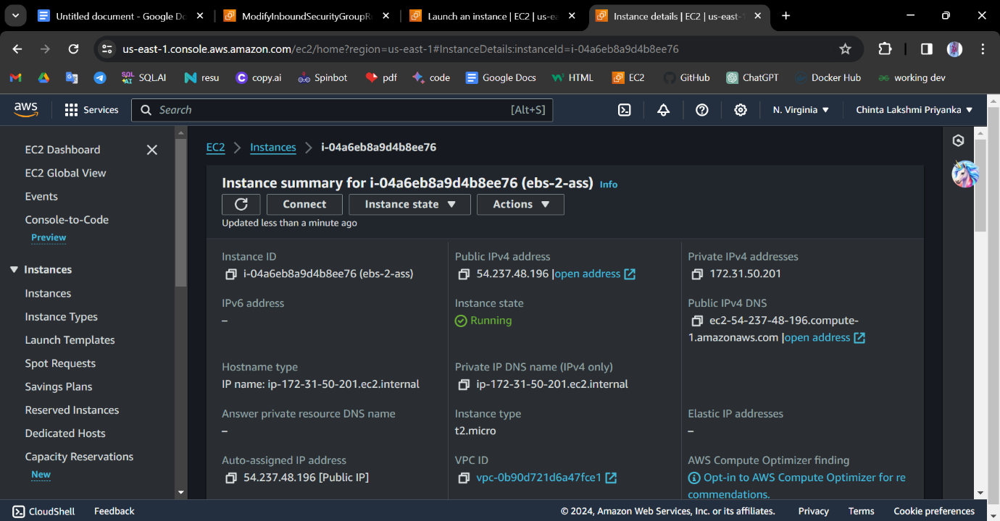 Untitled document - Google Do
ModifyInboundSecurityGroupR
Launch an instance | EC2 | us-ea
Instance details | EC2 | us-east-1
us-east-1.console.aws.amazon.com/ec2/home?region=us-east-1#InstanceDetails:instanceId=i-04a6eb8a9d4b8ee76
SQL AI SQL.AI resu copy.ai Spinbot pdf code Google Docs HTML EC2 GitHub ChatGPT Docker Hub working dev
aws Services Search [Alt+S] N. Virginia Chinta Lakshmi Priyanka
EC2 Dashboard
EC2 Global View
Events
Console-to-Code
Preview
Instances
Instances
Instance Types
Launch Templates
Spot Requests
Savings Plans
Reserved Instances
Dedicated Hosts
Capacity Reservations
New
EC2 Instances i-04a6eb8a9d4b8ee76
Instance summary for i-04a6eb8a9d4b8ee76 (ebs-2-ass) Info
Connect Instance state Actions
Updated less than a minute ago
Instance ID
i-04a6eb8a9d4b8ee76 (ebs-2-ass)
Public IPv4 address
54.237.48.196 |open address
Private IPv4 addresses
172.31.50.201
IPv6 address
–
Instance state
Running
Public IPv4 DNS
ec2-54-237-48-196.compute-
1.amazonaws.com |open address
Hostname type
IP name: ip-172-31-50-201.ec2.internal
Private IP DNS name (IPv4 only)
ip-172-31-50-201.ec2.internal
Answer private resource DNS name
–
Instance type
t2.micro
Elastic IP addresses
–
Auto-assigned IP address
54.237.48.196 [Public IP]
VPC ID
vpc-0b90d721d6a47fce1
AWS Compute Optimizer finding
Opt-in to AWS Compute Optimizer for re
commendations.
CloudShell Feedback © 2024, Amazon Web Services, Inc. or its affiliates. Privacy Terms Cookie preferences